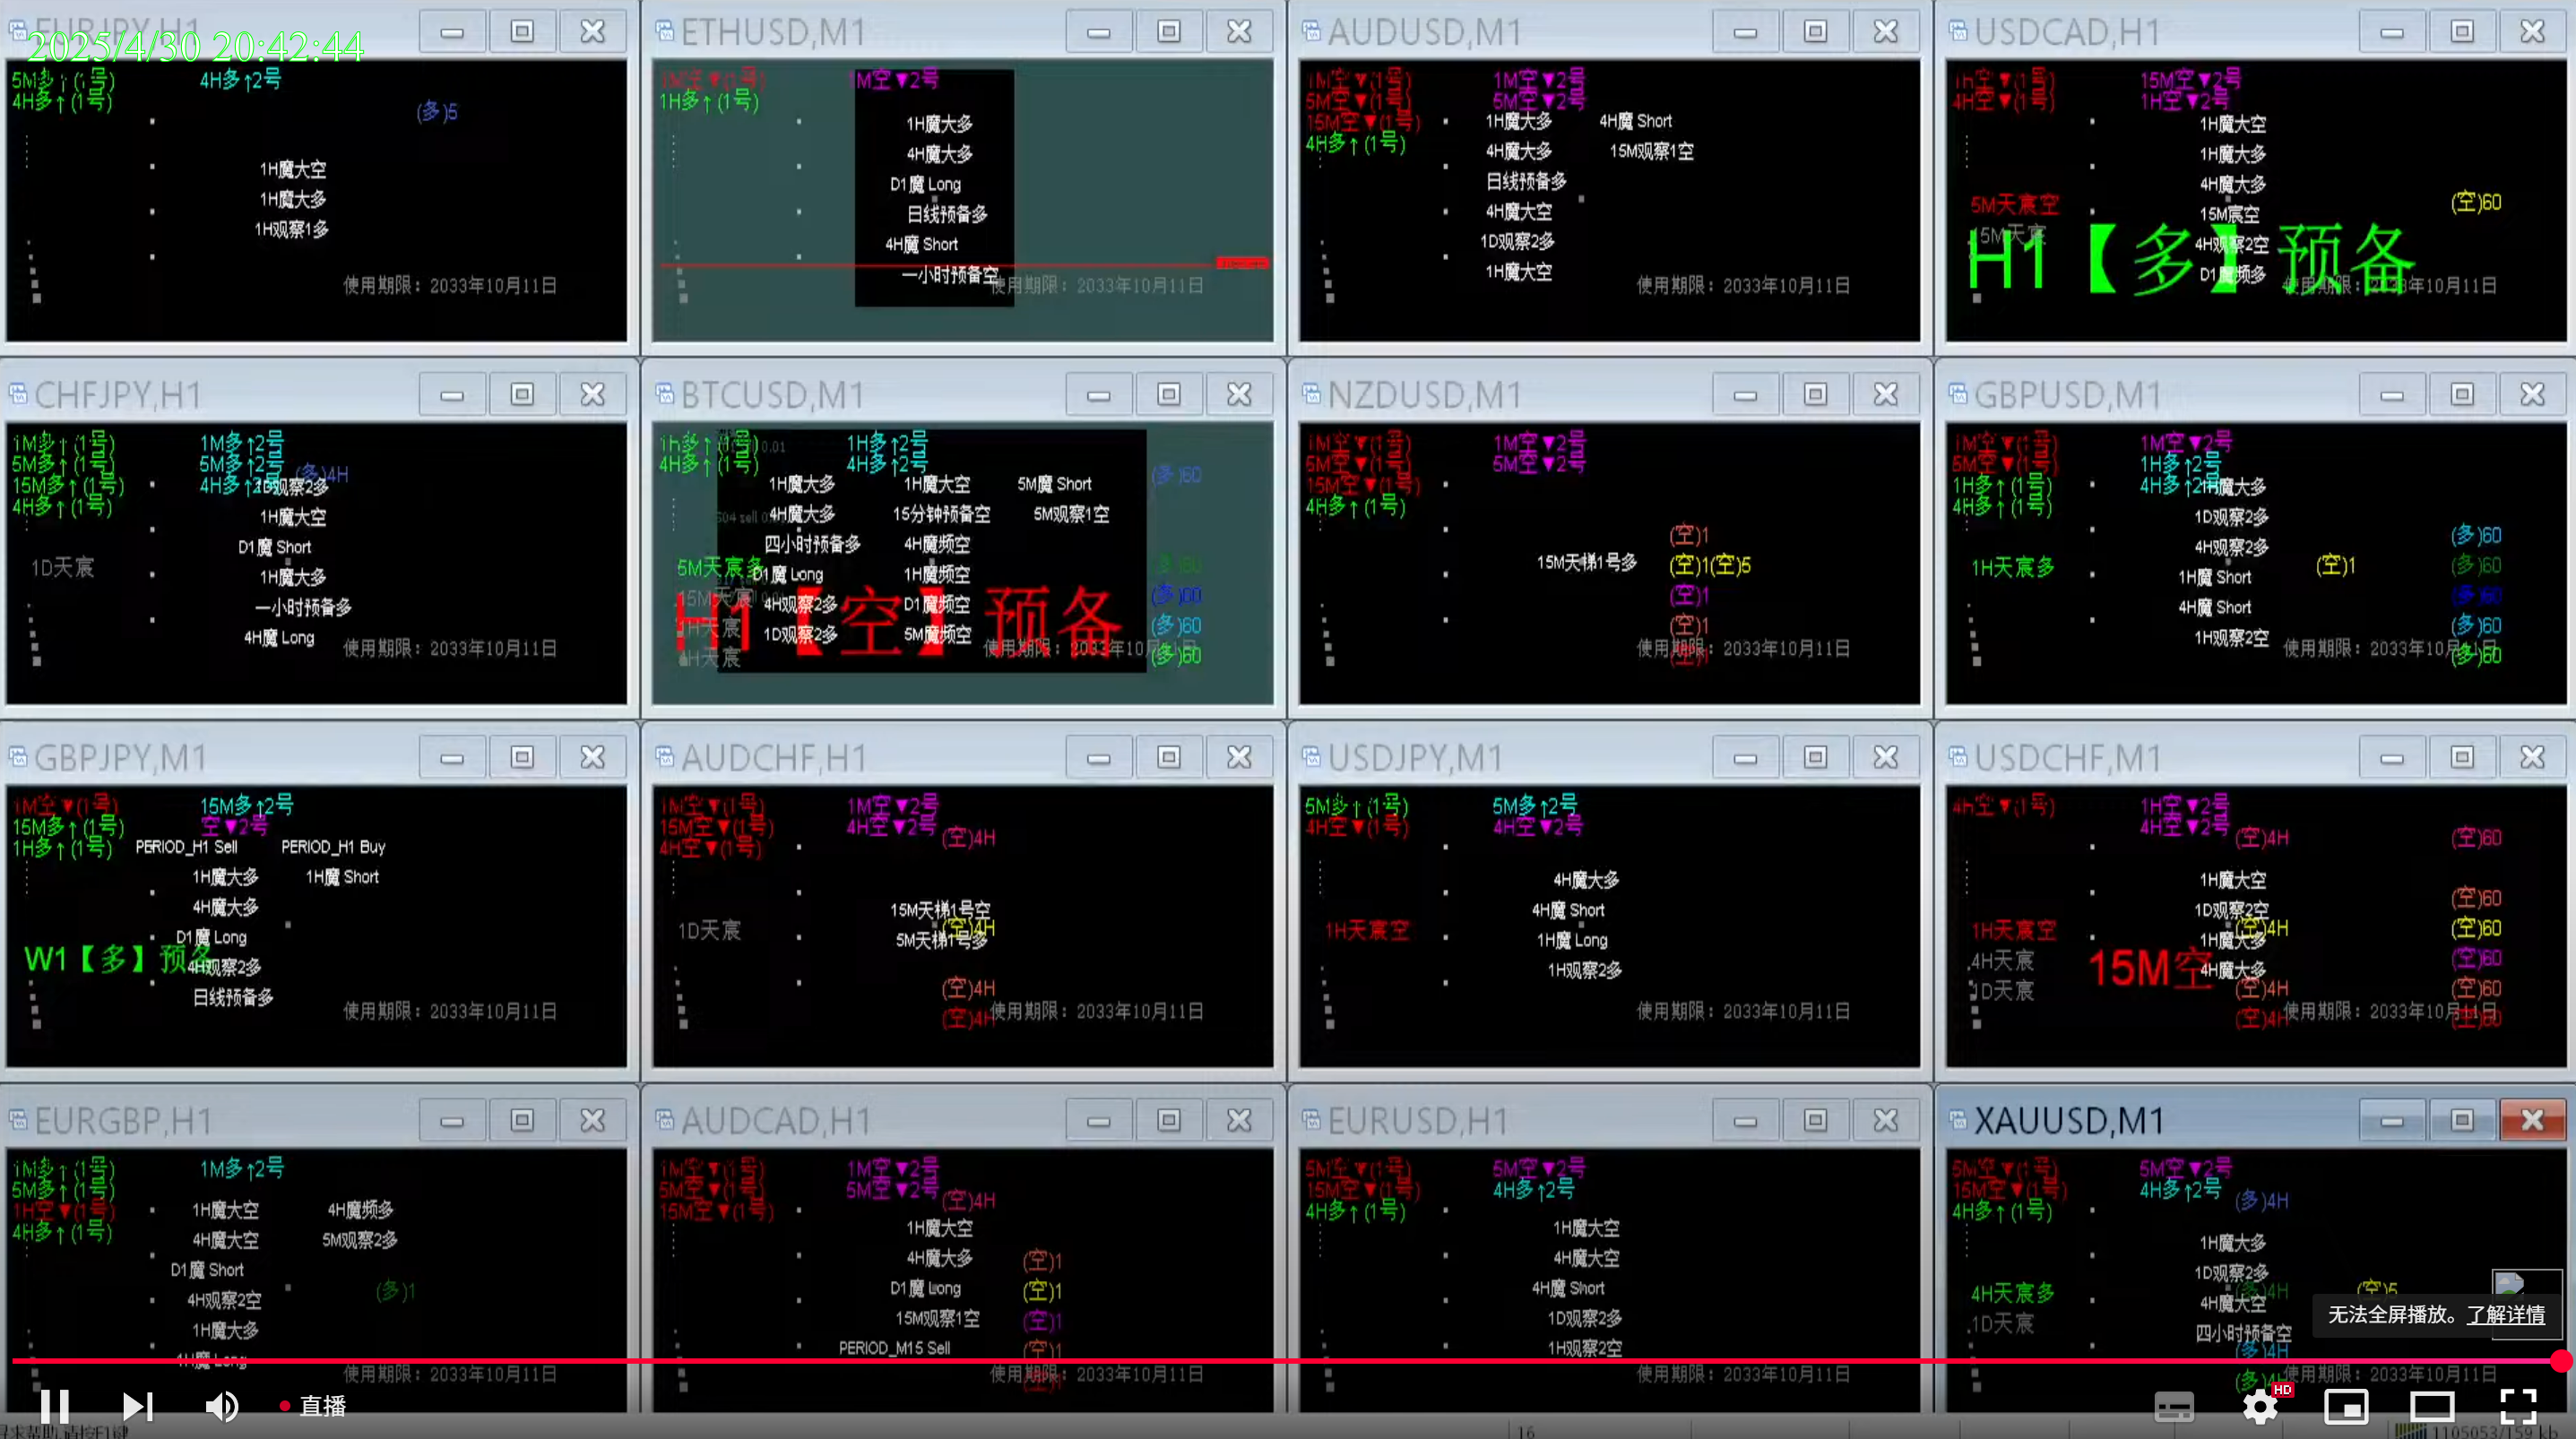 EURJPY,H1
2025/4/30 20:42:44
5M多↑(1号)
4H多↑2号
4H多↑(1号)
(多)5
1H魔大空
1H魔大多
1H观察1多
使用期限：2033年10月11日
ETHUSD,M1
1M空▼(1号)
1M空▼2号
1H多↑(1号)
1H魔大多
4H魔大多
D1魔 Long
日线预备多
4H魔 Short
一小时预备空
使用期限：2033年10月11日
AUDUSD,M1
1M空▼(1号)
1M空▼2号
5M空▼(1号)
5M空▼2号
15M空▼(1号)
4H多↑(1号)
1H魔大多
4H魔 Short
4H魔大多
15M观察1空
日线预备多
4H魔大空
1D观察2多
1H魔大空
使用期限：2033年10月11日
USDCAD,H1
1h空▼(1号)
15M空▼2号
4H空▼(1号)
1H空▼2号
1H魔大空
1H魔大多
4H魔大多
5M天宸空
(空)60
15M宸空
15M天宸
4H观察2空
H1【多】预备
D1魔频多
使用期限：2033年10月11日
CHFJPY,H1
1M多↑(1号)
1M多↑2号
5M多↑(1号)
5M多↑2号
(多)4H
15M多↑(1号)
4H多↑2号
1D观察2多
4H多↑(1号)
1H魔大空
D1魔 Short
1D天宸
1H魔大多
一小时预备多
4H魔 Long
使用期限：2033年10月11日
BTCUSD,M1
1h多↑(1号)
1H多↑2号
4H多↑(1号)
4H多↑2号
(多)60
1H魔大多
1H魔大空
5M魔 Short
4H魔大多
15分钟预备空
5M观察1空
四小时预备多
4H魔频空
5M天宸多
(多)60
D1魔 Long
1H魔频空
15M天宸
(多)60
4H观察2多
D1魔频空
H1【空】预备
1H天宸
(多)60
1D观察2多
5M魔频空
4H天宸
(多)60
使用期限：2033年10月11日
NZDUSD,M1
1M空▼(1号)
1M空▼2号
5M空▼(1号)
5M空▼2号
15M空▼(1号)
4H多↑(1号)
(空)1
15M天梯1号多
(空)1(空)5
(空)1
(空)1
(空)1
使用期限：2033年10月11日
GBPUSD,M1
1M空▼(1号)
1M空▼2号
5M空▼(1号)
1H多↑2号
1H多↑(1号)
4H多↑2号
1H魔大多
4H多↑(1号)
1D观察2多
(多)60
4H观察2多
1H天宸多
(空)1
(多)60
1H魔 Short
(多)60
4H魔 Short
(多)60
1H观察2空
(多)60
使用期限：2033年10月11日
GBPJPY,M1
1M空▼(1号)
15M多↑2号
15M多↑(1号)
空▼2号
1H多↑(1号)
PERIOD_H1 Sell
PERIOD_H1 Buy
1H魔大多
1H魔 Short
4H魔大多
D1魔 Long
W1【多】预备
4H观察2多
日线预备多
使用期限：2033年10月11日
AUDCHF,H1
1M空▼(1号)
1M空▼2号
15M空▼(1号)
4H空▼2号
(空)4H
4H空▼(1号)
15M天梯1号空
1D天宸
(空)4H
5M天梯1号多
(空)4H
(空)4H
使用期限：2033年10月11日
USDJPY,M1
5M多↑(1号)
5M多↑2号
4H空▼(1号)
4H空▼2号
4H魔大多
4H魔 Short
1H天宸空
1H魔 Long
1H观察2多
使用期限：2033年10月11日
USDCHF,M1
4h空▼(1号)
1H空▼2号
4H空▼2号
(空)4H
(空)60
1H魔大空
(空)60
1D观察2空
1H天宸空
(空)4H
(空)60
1H魔大多
4H天宸
(空)60
15M空
4H魔大多
1D天宸
(空)4H
(空)60
(空)4H
(空)60
使用期限：2033年10月11日
EURGBP,H1
1M多↑(1号)
1M多↑2号
5M多↑(1号)
1H空▼(1号)
4H多↑(1号)
1H魔大空
4H魔频多
4H魔大空
5M观察2多
D1魔 Short
4H观察2空
(多)1
1H魔大多
4H魔 Long
使用期限：2033年10月11日
AUDCAD,H1
1M空▼(1号)
1M空▼2号
5M空▼(1号)
5M空▼2号
(空)4H
15M空▼(1号)
1H魔大空
4H魔大多
(空)1
D1魔 Long
(空)1
15M观察1空
(空)1
PERIOD_M15 Sell
(空)1
使用期限：2033年10月11日
EURUSD,H1
5M空▼(1号)
5M空▼2号
15M空▼(1号)
4H多↑2号
4H多↑(1号)
1H魔大空
4H魔大空
4H魔 Short
1D观察2多
1H观察2空
使用期限：2033年10月11日
XAUUSD,M1
5M空▼(1号)
5M空▼2号
15M空▼(1号)
4H多↑2号
(多)4H
4H多↑(1号)
1H魔大多
1D观察2多
4H天宸多
(多)4H
(空)5
4H魔大空
1D天宸
四小时预备空
(多)4H
使用期限：2033年10月11日
无法全屏播放。了解详情
直播
HD
16
1105053/159 kb